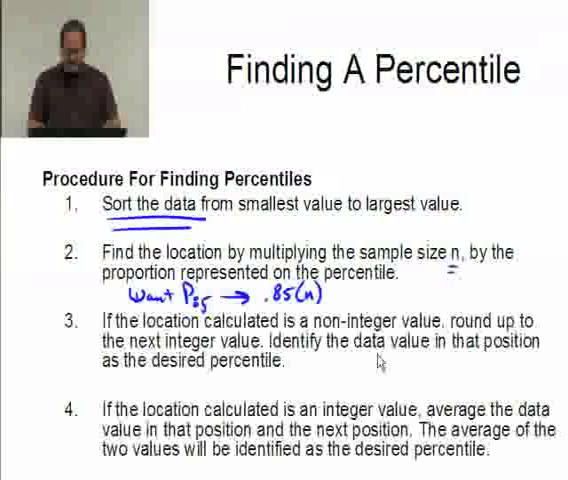 Finding A Percentile
Procedure For Finding Percentiles
1. Sort the data from smallest value to largest value.
2. Find the location by multiplying the sample size n, by the
proportion represented on the percentile.
Want P85 → .85(n)
3. If the location calculated is a non-integer value, round up to
the next integer value. Identify the data value in that position
as the desired percentile.
4. If the location calculated is an integer value, average the data
value in that position and the next position. The average of the
two values will be identified as the desired percentile.